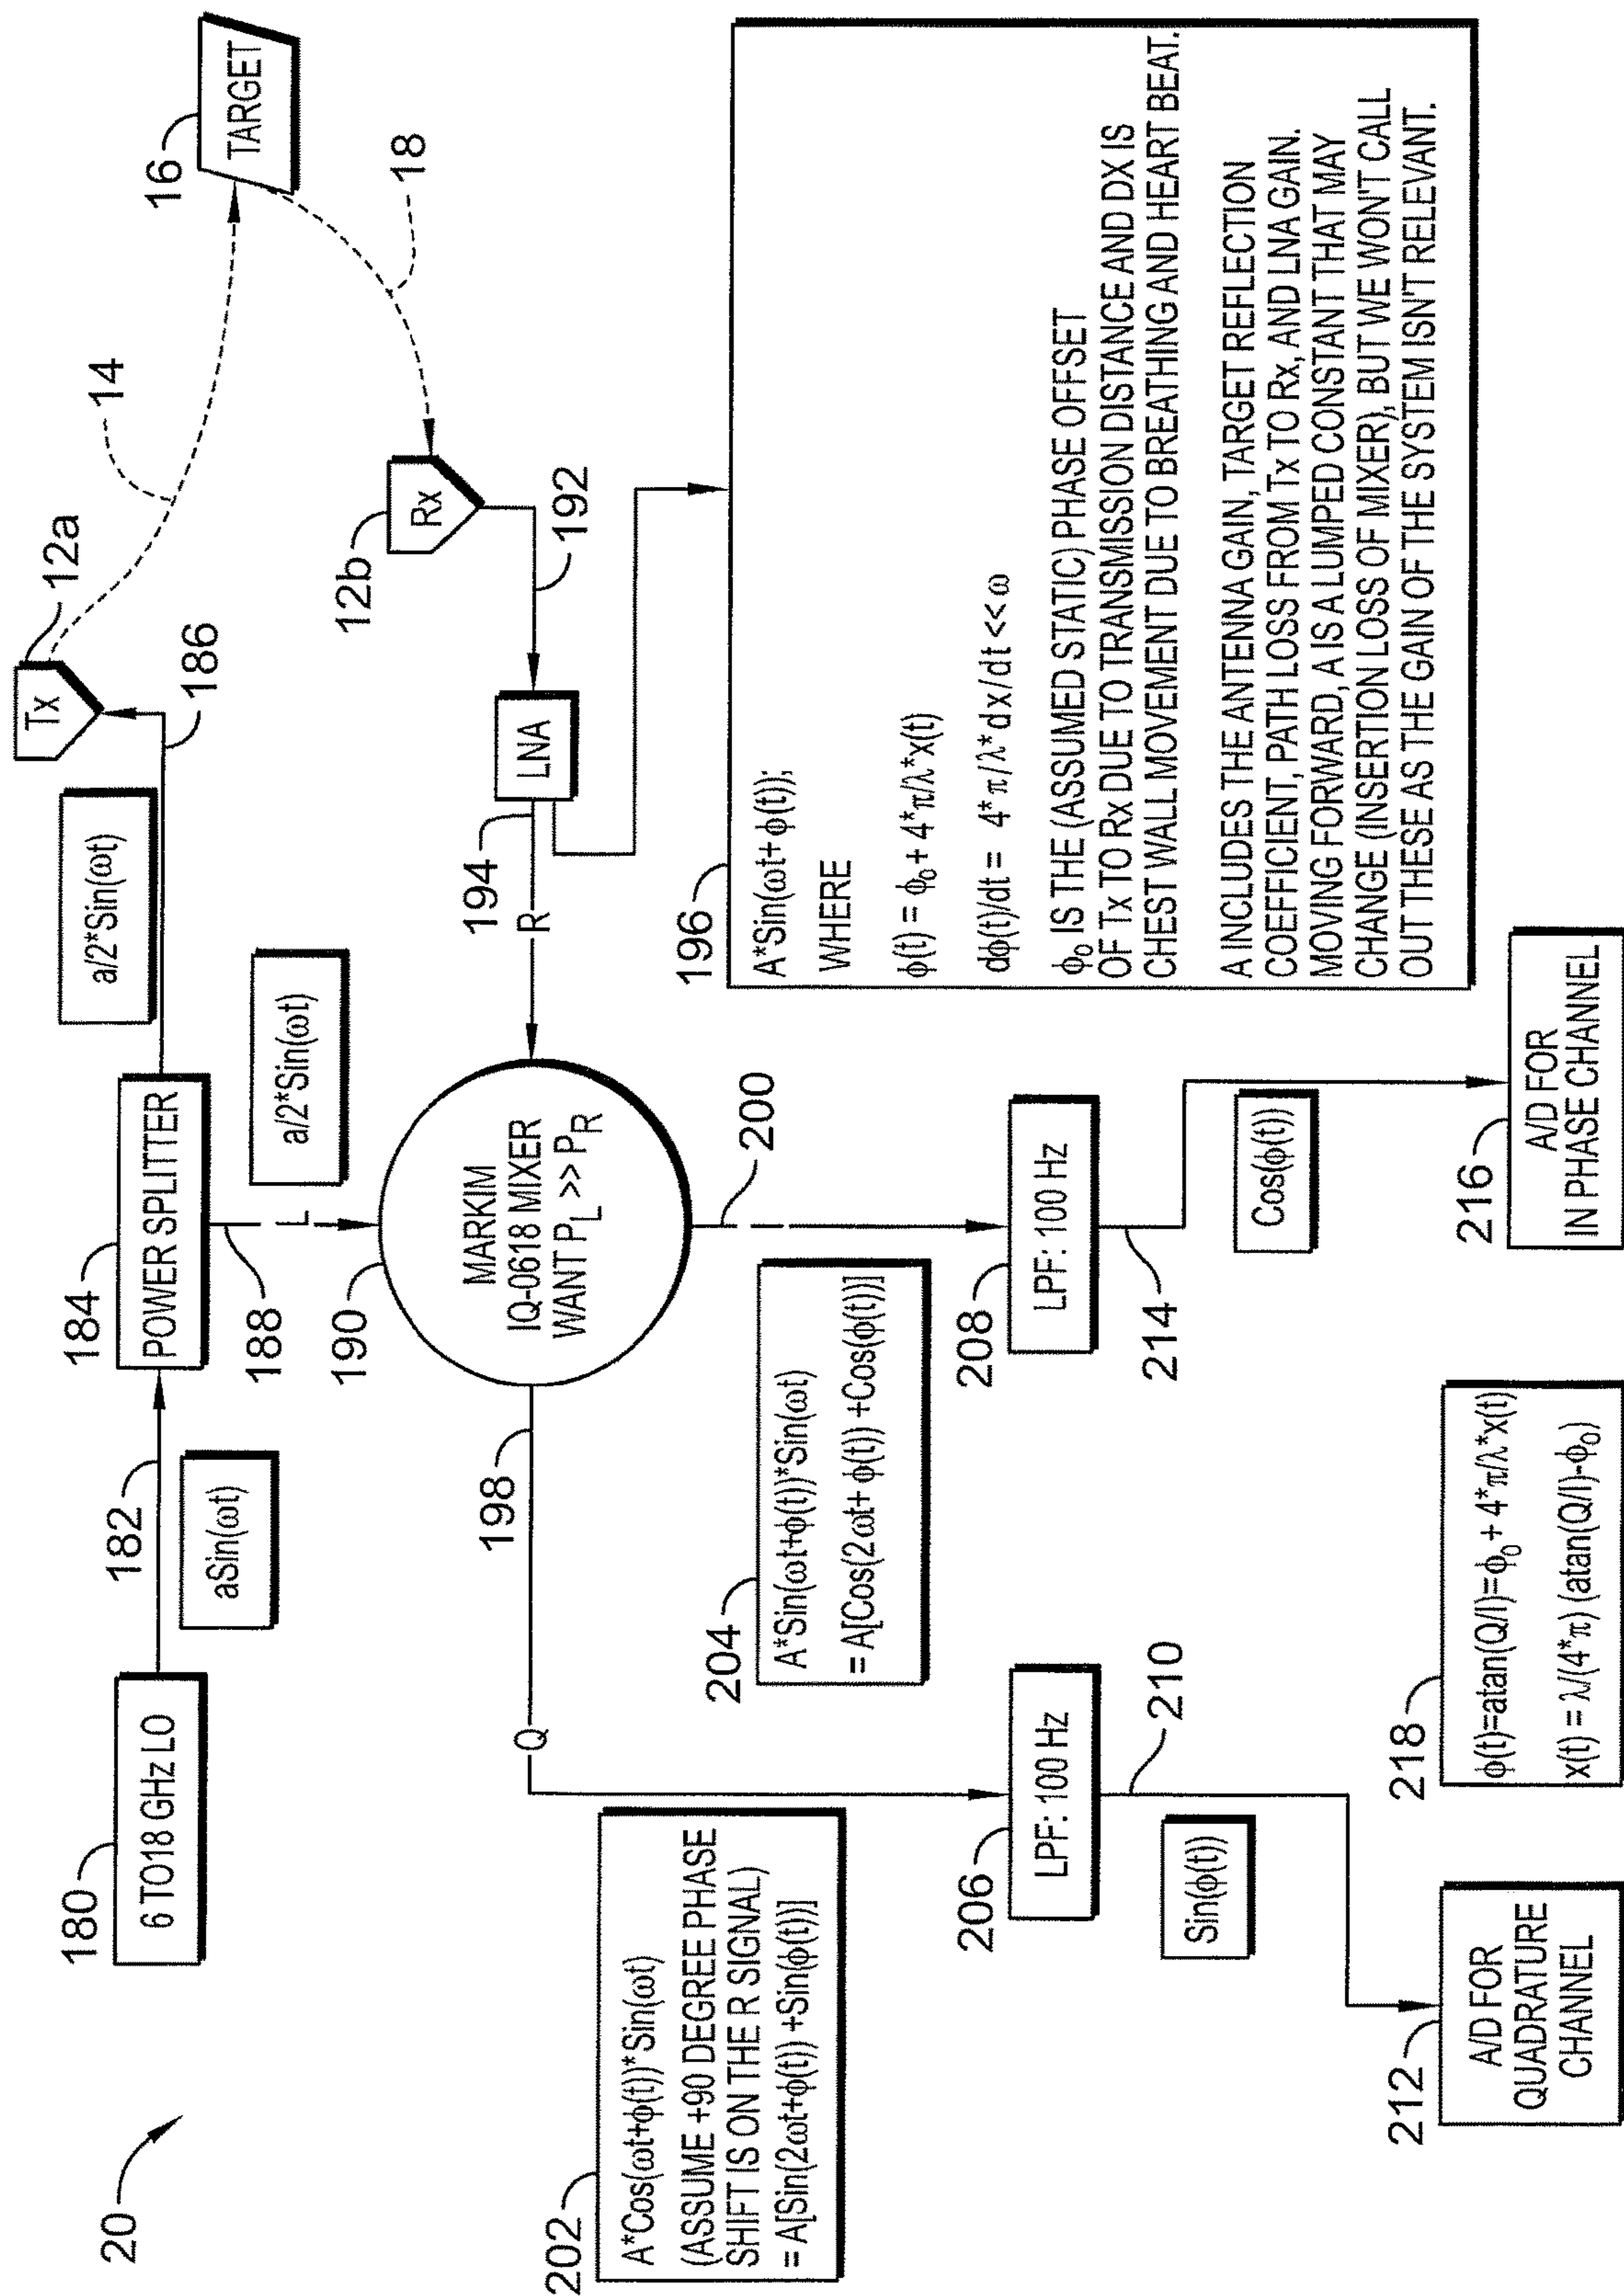 20
180
6 TO18 GHz LO
182
aSin(ωt)
184
POWER SPLITTER
a/2*Sin(ωt)
186
Tx
12a
14
16
TARGET
18
188
L
a/2*Sin(ωt)
190
MARKIM
IQ-0618 MIXER
WANT P_L >> P_R
R
194
LNA
192
12b
Rx
196
A*Sin(ωt+ϕ(t));
WHERE
ϕ(t) = ϕ₀ + 4*π/λ*x(t)
dϕ(t)/dt = 4*π/λ*dx/dt << ω
ϕ₀ IS THE (ASSUMED STATIC) PHASE OFFSET
OF Tx TO Rx DUE TO TRANSMISSION DISTANCE AND DX IS
CHEST WALL MOVEMENT DUE TO BREATHING AND HEART BEAT.
A INCLUDES THE ANTENNA GAIN, TARGET REFLECTION
COEFFICIENT, PATH LOSS FROM Tx TO Rx, AND LNA GAIN.
MOVING FORWARD, A IS A LUMPED CONSTANT THAT MAY
CHANGE (INSERTION LOSS OF MIXER), BUT WE WON'T CALL
OUT THESE AS THE GAIN OF THE SYSTEM ISN'T RELEVANT.
198
Q
200
202
A*Cos(ωt+ϕ(t))*Sin(ωt)
(ASSUME +90 DEGREE PHASE
SHIFT IS ON THE R SIGNAL)
= A[Sin(2ωt+ϕ(t)) +Sin(ϕ(t))]
204
A*Sin(ωt+ϕ(t))*Sin(ωt)
= A[Cos(2ωt+ ϕ(t)) +Cos(ϕ(t))]
206
LPF: 100 Hz
210
Sin(ϕ(t))
208
LPF: 100 Hz
214
Cos(ϕ(t))
212
A/D FOR
QUADRATURE
CHANNEL
218
ϕ(t)=atan(Q/I)=ϕ₀ + 4*π/λ*x(t)
x(t) = λ/(4*π) (atan(Q/I)-ϕ₀)
216
A/D FOR
IN PHASE CHANNEL